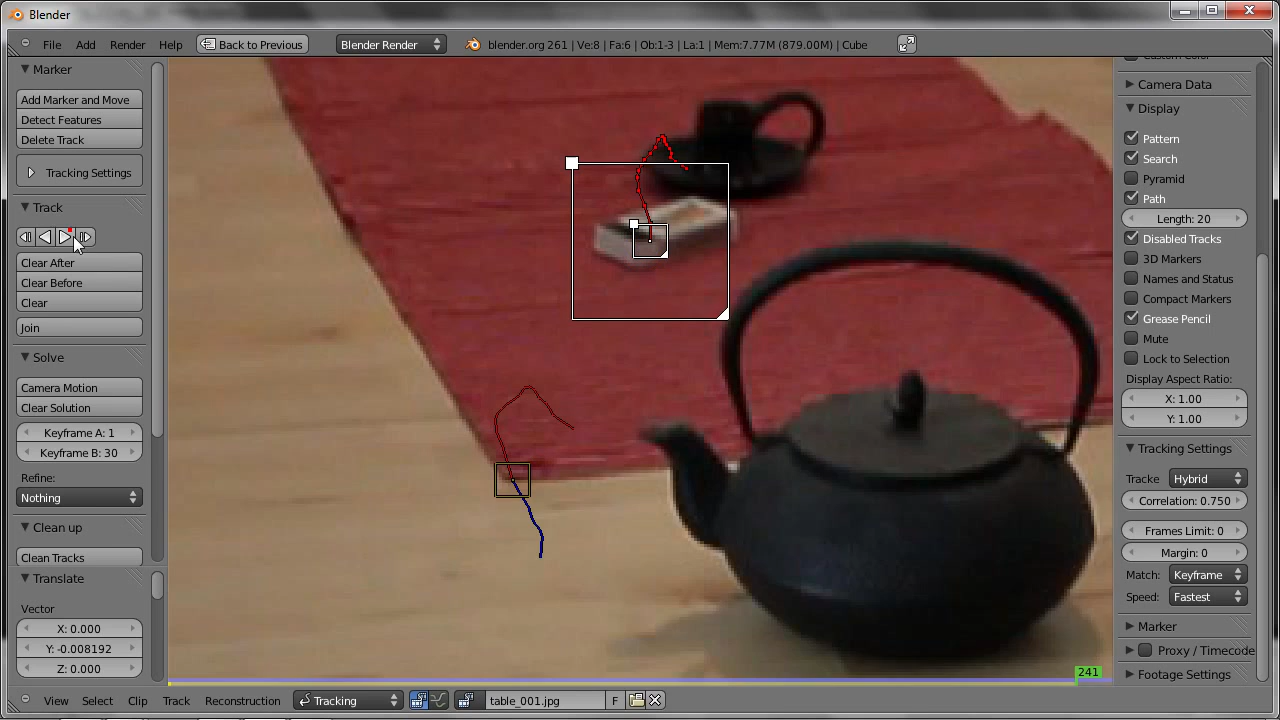 Blender
File Add Render Help Back to Previous Blender Render blender.org 261 | Ve:8 | Fa:6 | Ob:1-3 | La:1 | Mem:7.77M (879.00M) | Cube
Marker
Add Marker and Move
Detect Features
Delete Track
Tracking Settings
Track
Clear After
Clear Before
Clear
Join
Solve
Camera Motion
Clear Solution
Keyframe A: 1
Keyframe B: 30
Refine:
Nothing
Clean up
Clean Tracks
Translate
Vector
X: 0.000
Y: -0.008192
Z: 0.000
241
Camera Data
Display
Pattern
Search
Pyramid
Path
Length: 20
Disabled Tracks
3D Markers
Names and Status
Compact Markers
Grease Pencil
Mute
Lock to Selection
Display Aspect Ratio:
X: 1.00
Y: 1.00
Tracking Settings
Tracke Hybrid
Correlation: 0.750
Frames Limit: 0
Margin: 0
Match: Keyframe
Speed: Fastest
Marker
Proxy / Timecode
Footage Settings
View Select Clip Track Reconstruction Tracking table_001.jpg F